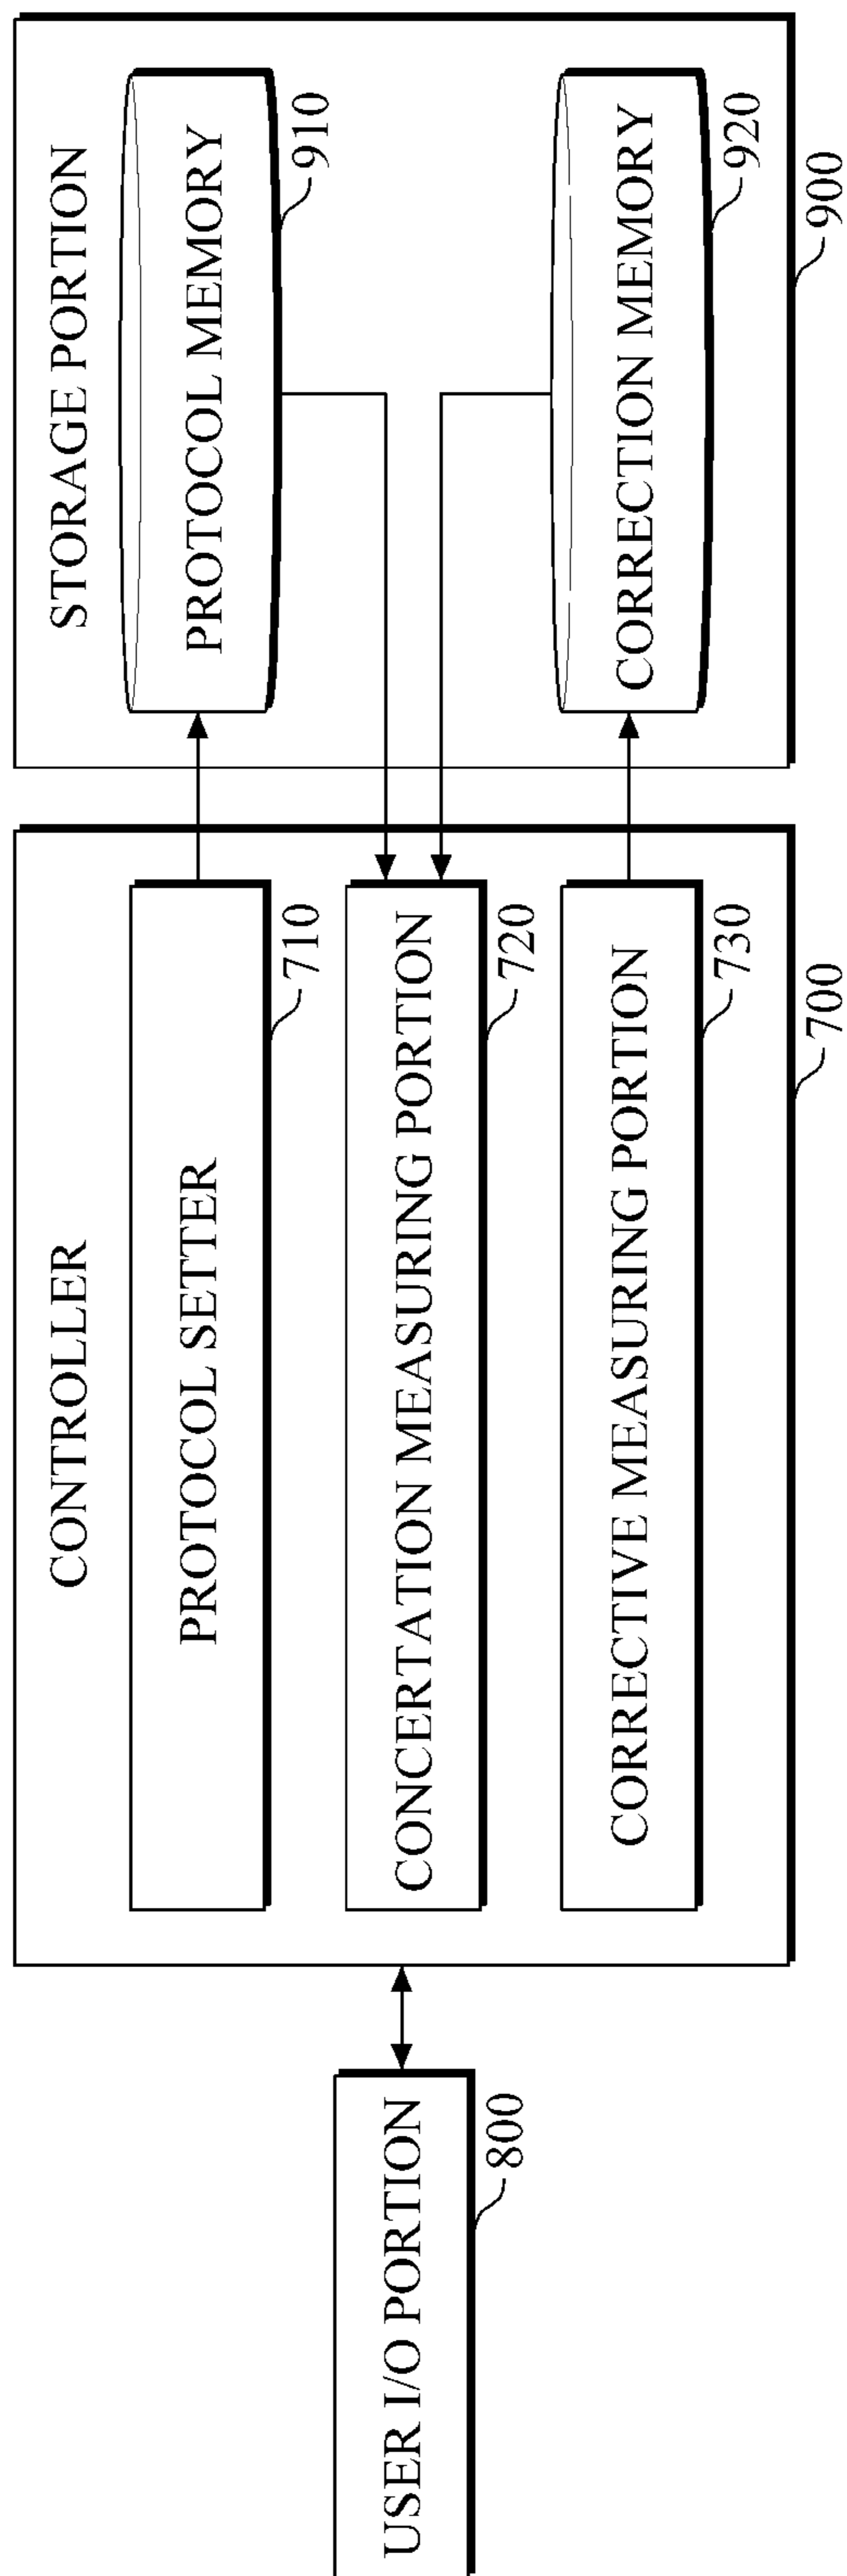 USER I/O PORTION
800
CONTROLLER
PROTOCOL SETTER
710
CONCERTATION MEASURING PORTION
720
CORRECTIVE MEASURING PORTION
730
700
STORAGE PORTION
PROTOCOL MEMORY
910
CORRECTION MEMORY
920
900